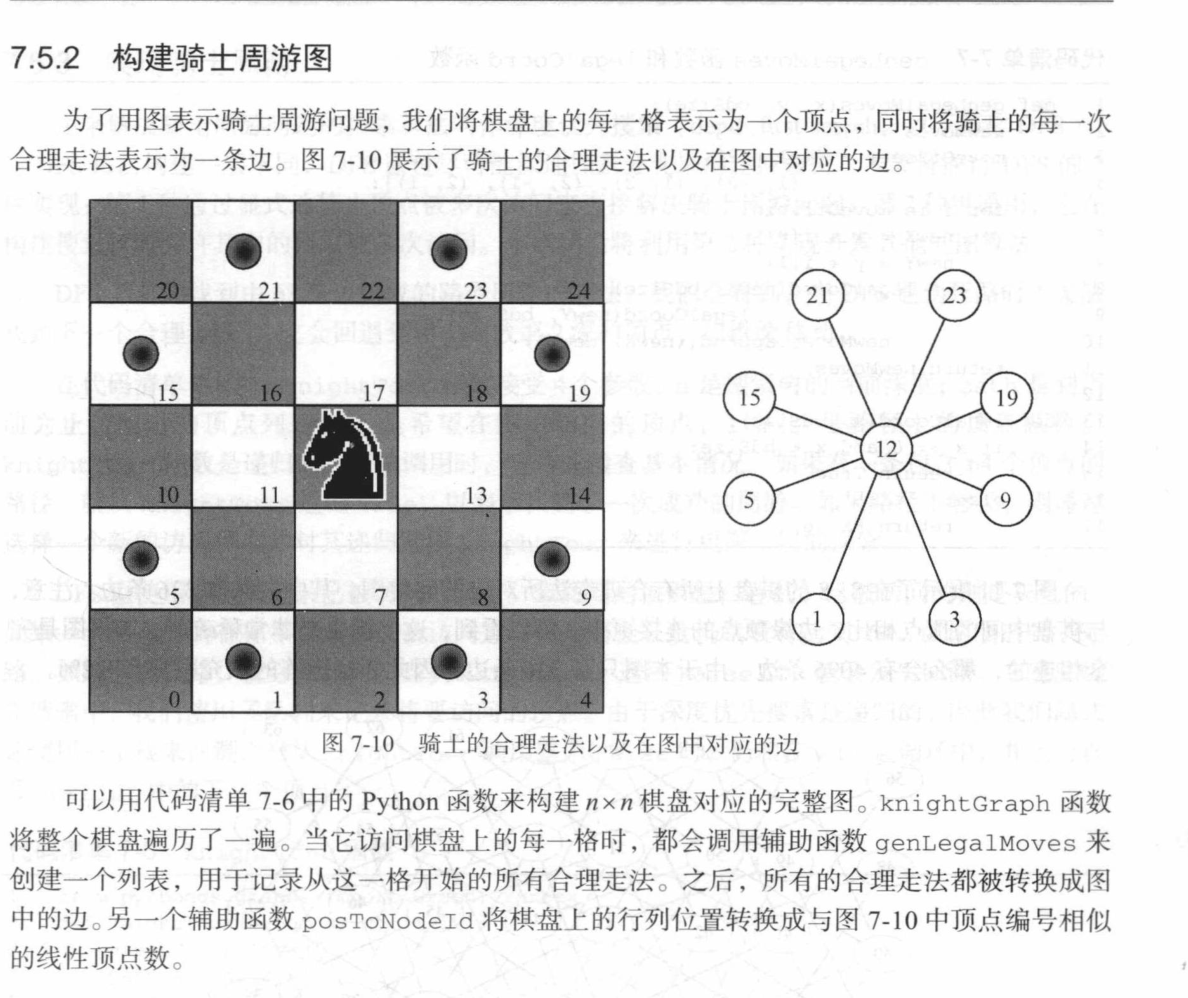 7.5.2 构建骑士周游图
为了用图表示骑士周游问题，我们将棋盘上的每一格表示为一个顶点，同时将骑士的每一次
合理走法表示为一条边。图 7-10 展示了骑士的合理走法以及在图中对应的边。
20 21 22 23 24
15 16 17 18 19
10 11 13 14
5 6 7 8 9
0 1 2 3 4
21 23
15 19
12
5 9
1 3
图 7-10 骑士的合理走法以及在图中对应的边
可以用代码清单 7-6 中的 Python 函数来构建 n×n 棋盘对应的完整图。knightGraph 函数
将整个棋盘遍历了一遍。当它访问棋盘上的每一格时，都会调用辅助函数 genLegalMoves 来
创建一个列表，用于记录从这一格开始的所有合理走法。之后，所有的合理走法都被转换成图
中的边。另一个辅助函数 posToNodeId 将棋盘上的行列位置转换成与图 7-10 中顶点编号相似
的线性顶点数。